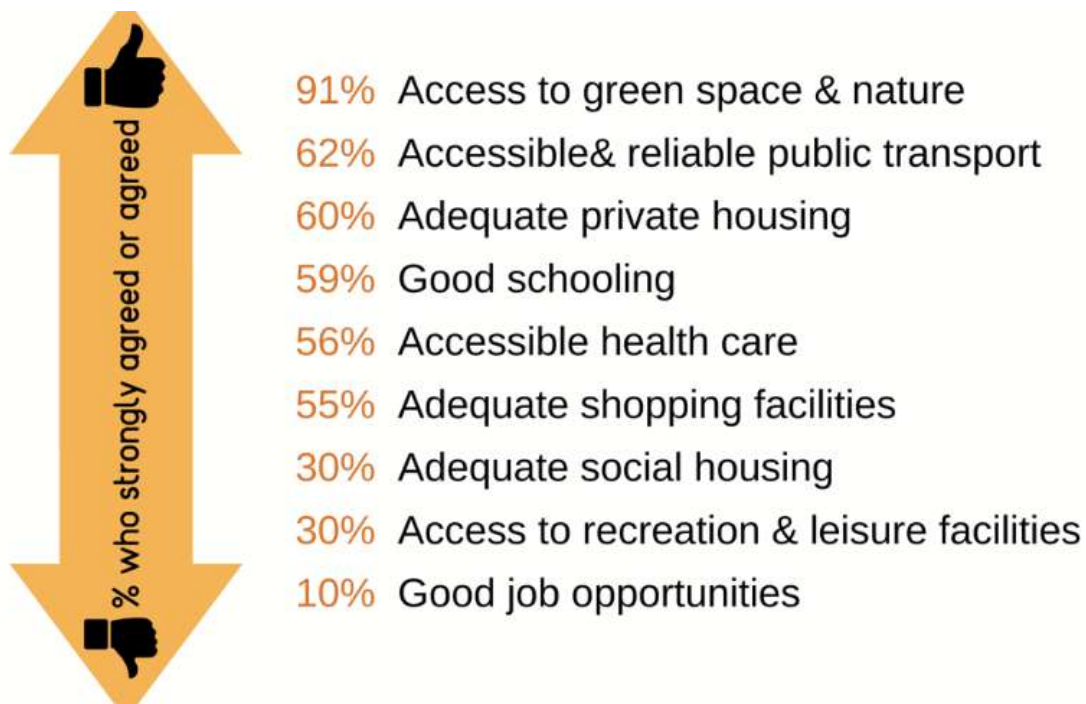 % who strongly agreed or agreed
91% Access to green space & nature
62% Accessible& reliable public transport
60% Adequate private housing
59% Good schooling
56% Accessible health care
55% Adequate shopping facilities
30% Adequate social housing
30% Access to recreation & leisure facilities
10% Good job opportunities